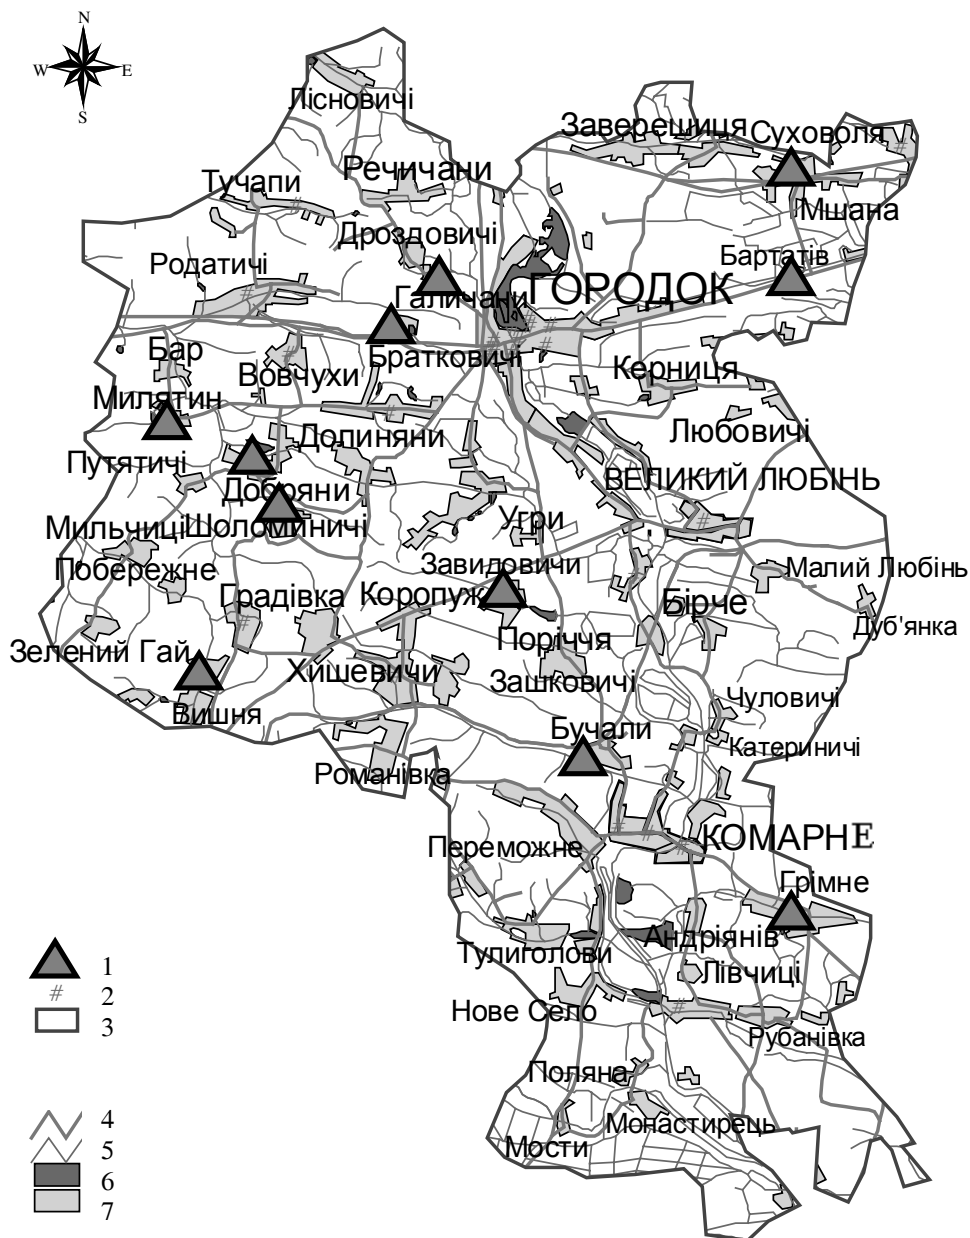 N
W E
S
Лісновичі
Заверешиця
Суховоля
Речичани
Тучапи
Мшана
Дроздовичі
Бартатів
Родатичі
Галичани
ГОРОДОК
Бар
Братковичі
Вовчухи
Керниця
Милятин
Долиняни
Любовичі
Путятичі
Добряни
ВЕЛИКИЙ ЛЮБІНЬ
Мильчиці
Шоломиничі
Угри
Побережне
Завидовичи
Малий Любінь
Градівка
Коропуж
Бірче
Дуб'янка
Поріччя
Зелений Гай
Хишевичи
Зашковичі
Чуловичі
Вишня
Бучали
Катериничі
Романівка
Переможне
КОМАРНЕ
Грімне
Тулиголови
Андріянів
Лівчиці
1
# 2
3
Нове Село
Рубанівка
Поляна
Монастирець
Мости
4
5
6
7